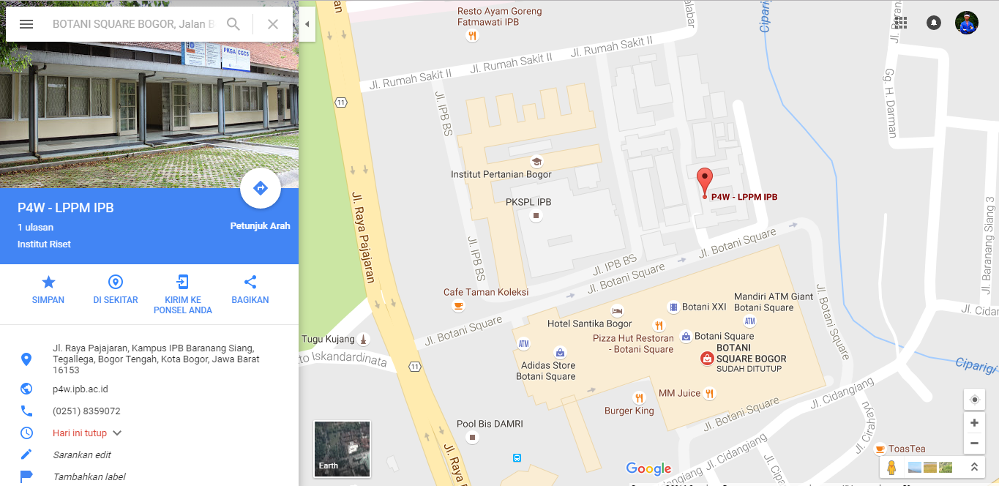 BOTANI SQUARE BOGOR, Jalan B
PKGA CGCS
P4W - LPPM IPB
1 ulasan
Institut Riset
Petunjuk Arah
SIMPAN
DI SEKITAR
KIRIM KE
PONSEL ANDA
BAGIKAN
Jl. Raya Pajajaran, Kampus IPB Baranang Siang,
Tegallega, Bogor Tengah, Kota Bogor, Jawa Barat
16153
p4w.ipb.ac.id
(0251) 8359072
Hari ini tutup
Sarankan edit
Tambahkan label
Resto Ayam Goreng
Fatmawati IPB
Jl. Rumah Sakit II
Jl. Rumah Sakit II
Jl. Rumah Sakit II
11
Jl. IPB BS
Institut Pertanian Bogor
PKSPL IPB
P4W - LPPM IPB
Ciparigi
Gg. H. Darman
Jl. Baranang Siang 3
Jl. Raya Pajajaran
Jl. IPB BS
Jl. IPB BS
Jl. Botani Square
Jl. Botani Square
Cafe Taman Koleksi
Jl. Botani Square
Jl. Botani Square
Tugu Kujang
to Iskandardinata
11
Hotel Santika Bogor
Botani XXI
Mandiri ATM Giant
Botani Square
ATM
Pizza Hut Restoran
- Botani Square
Botani Square
BOTANI
SQUARE BOGOR
SUDAH DITUTUP
ATM
Adidas Store
Botani Square
MM Juice
Burger King
Jl. Botani Square
Jl. Cidangiang
Jl. Cidangiang
Ciparigi
Pool Bis DAMRI
Jl. Raya
ToasTea
Earth
Google